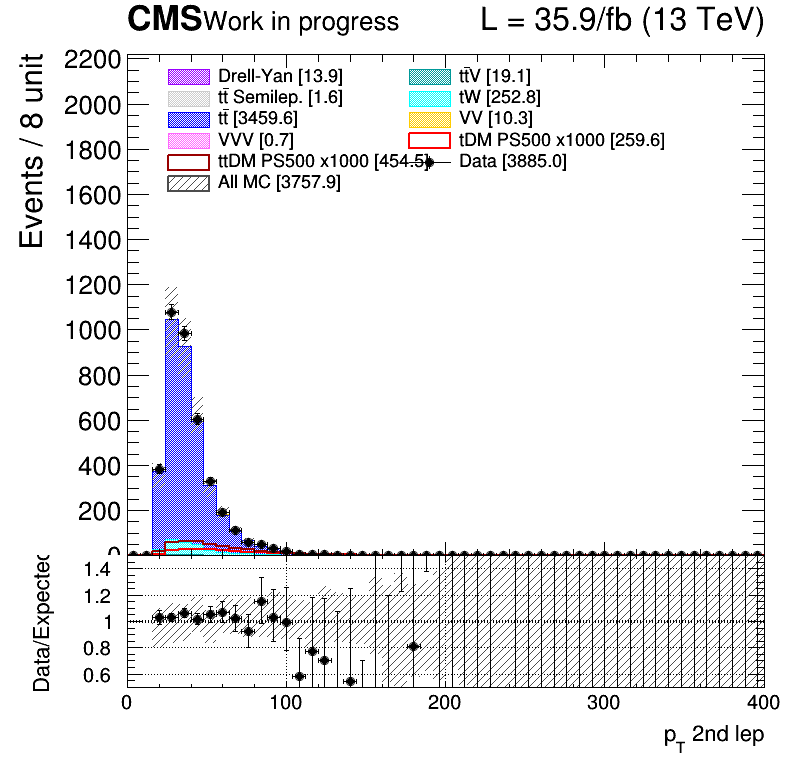 CMS Work in progress L = 35.9/fb (13 TeV)
Events / 8 unit
2200
2000
1800
1600
1400
1200
1000
800
600
400
200
0
Drell-Yan [13.9] tt̄V [19.1]
tt̄ Semilep. [1.6] tW [252.8]
tt̄ [3459.6] VV [10.3]
VVV [0.7] tDM PS500 x1000 [259.6]
ttDM PS500 x1000 [454.5] Data [3885.0]
All MC [3757.9]
Data/Expected
1.4
1.2
1
0.8
0.6
0 100 200 300 400
pT 2nd lep